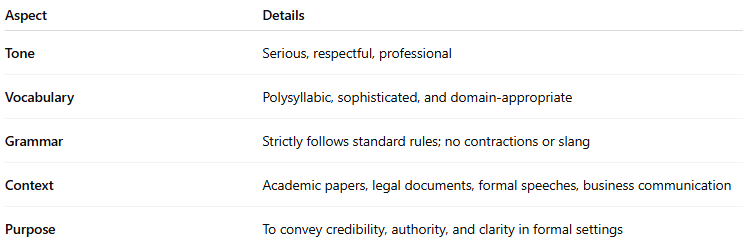 Aspect Details
Tone Serious, respectful, professional
Vocabulary Polysyllabic, sophisticated, and domain-appropriate
Grammar Strictly follows standard rules; no contractions or slang
Context Academic papers, legal documents, formal speeches, business communication
Purpose To convey credibility, authority, and clarity in formal settings